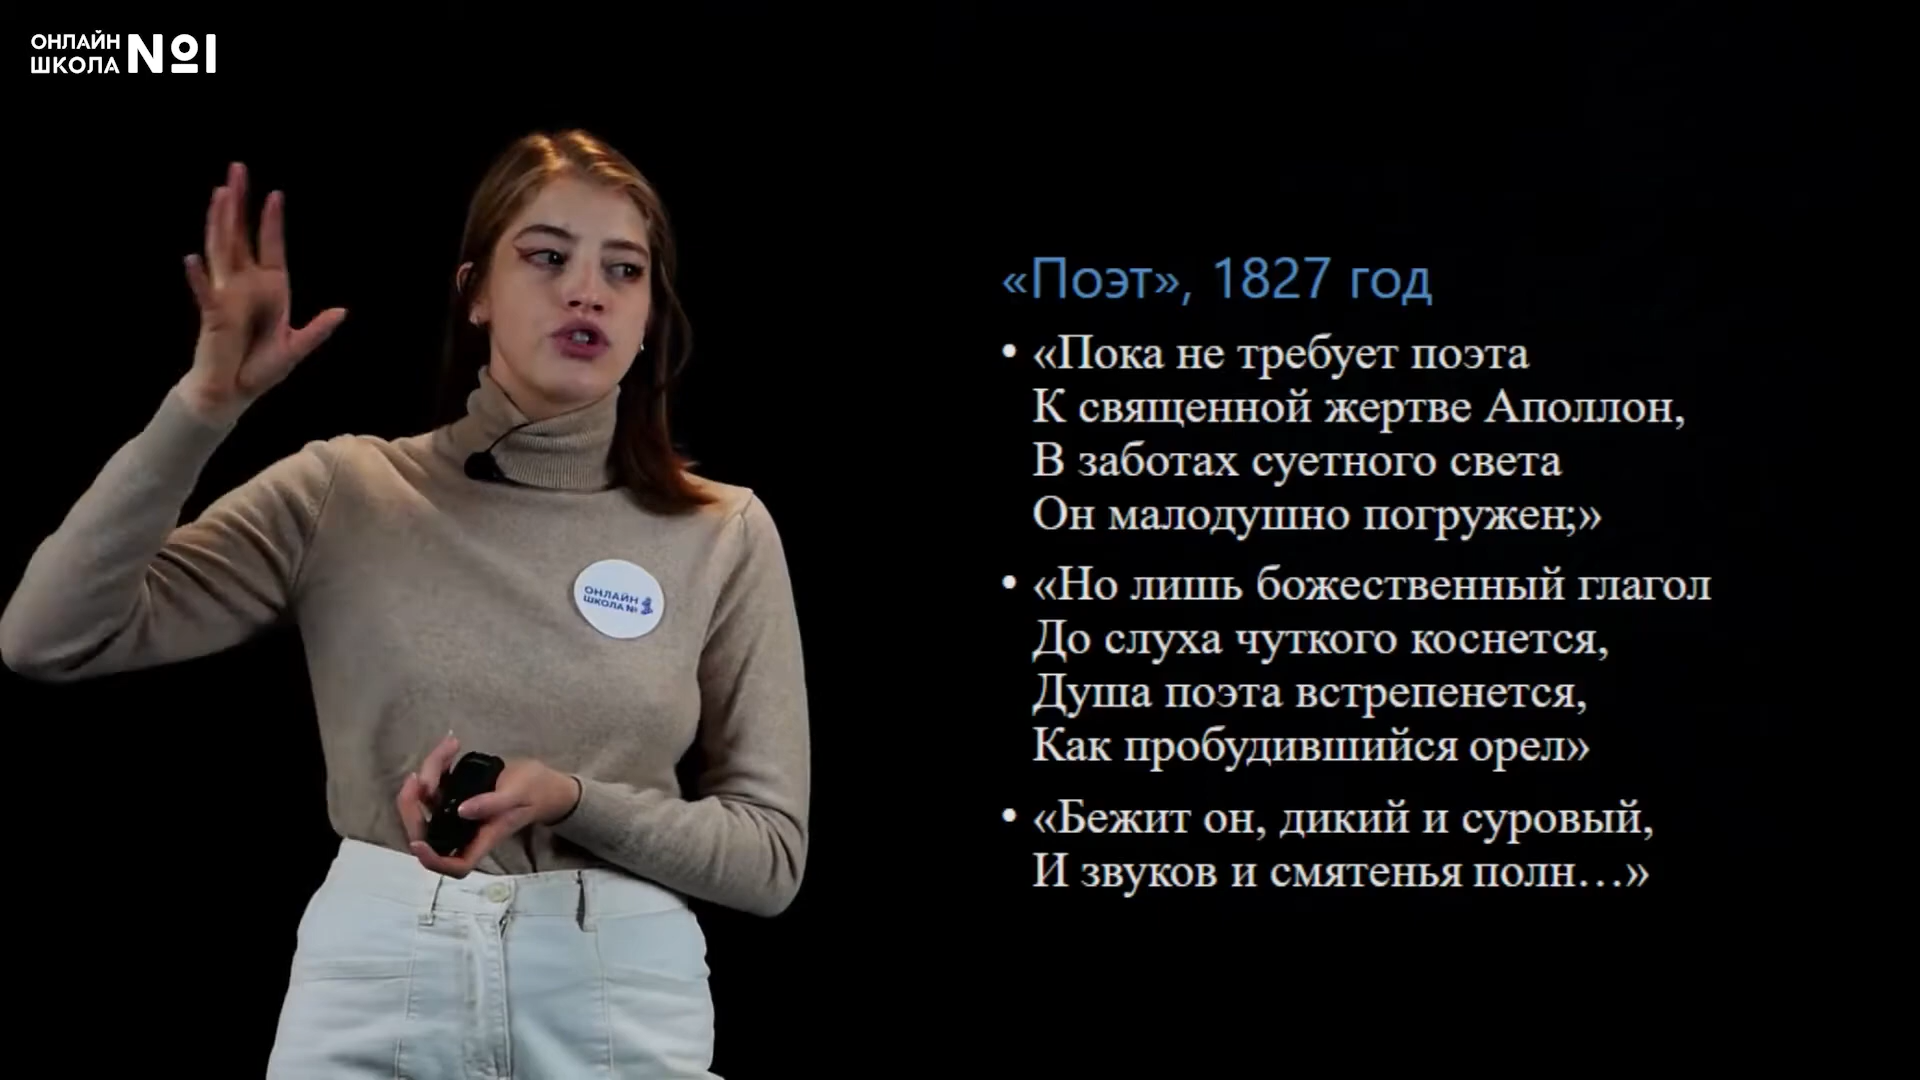 ОНЛАЙН
ШКОЛА №1
«Поэт», 1827 год
• «Пока не требует поэта
К священной жертве Аполлон,
В заботах суетного света
Он малодушно погружен;»
• «Но лишь божественный глагол
До слуха чуткого коснется,
Душа поэта встрепенется,
Как пробудившийся орел»
• «Бежит он, дикий и суровый,
И звуков и смятенья полн…»
ОНЛАЙН
ШКОЛА № 1